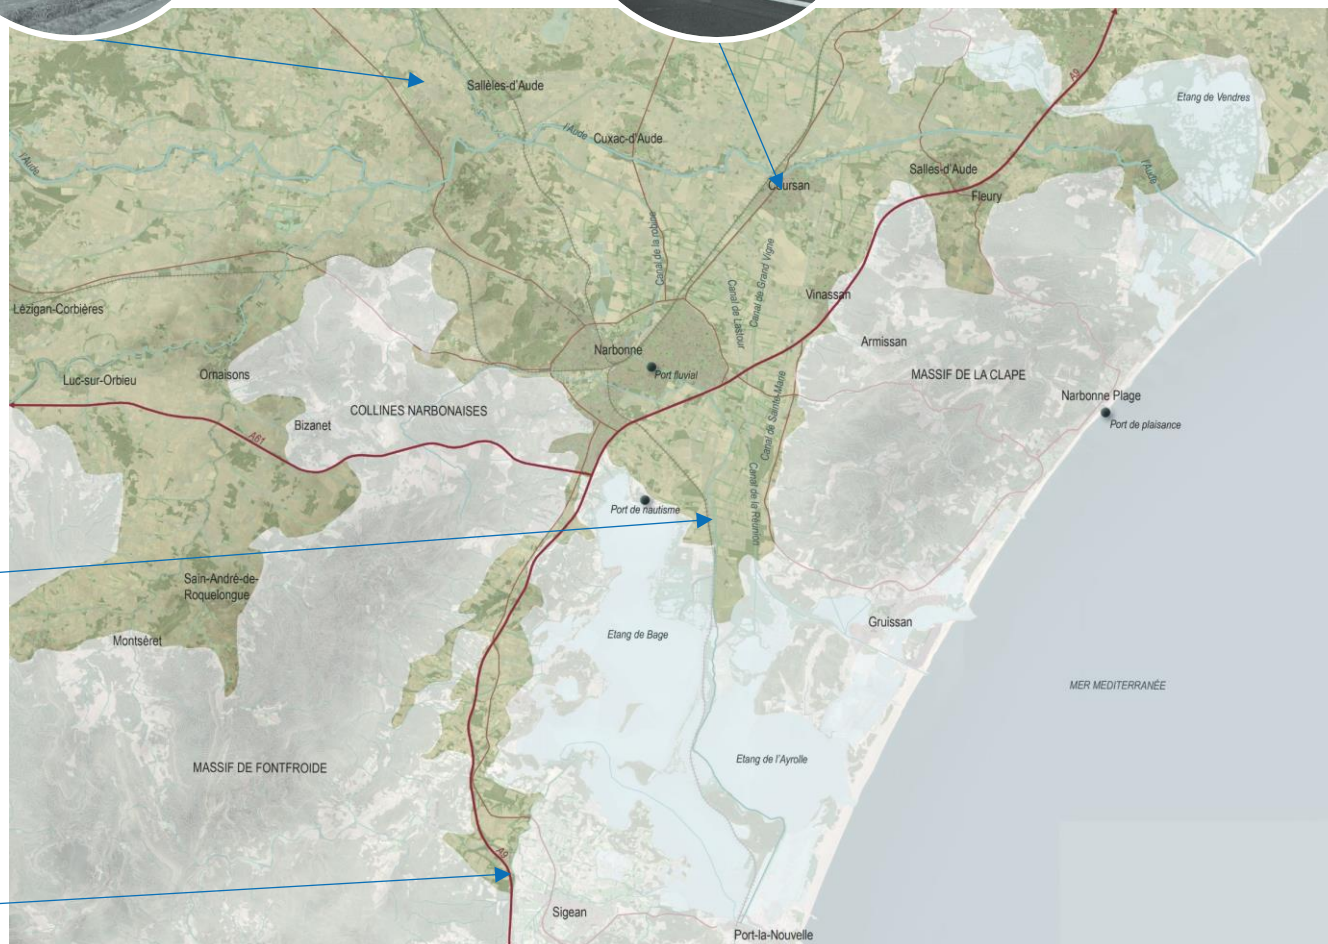 A9
Etang de Vendres
Sallèles-d'Aude
l'Aude
Cuxac-d'Aude
l'Aude
Salles-d'Aude
l'Aude
Coursan
Fleury
Canal de la robine
Canal de Grand Vigne
Canal de Lastour
Vinassan
Lézigan-Corbières
Armissan
Narbonne
Port fluvial
MASSIF DE LA CLAPE
Luc-sur-Orbieu
Ornaisons
Narbonne Plage
Port de plaisance
COLLINES NARBONAISES
Bizanet
A61
Canal de Sainte-Marie
Canal de la Réunion
Port de nautisme
Sain-André-de-
Roquelongue
Montséret
Gruissan
Etang de Bage
MER MEDITERRANÉE
MASSIF DE FONTFROIDE
Etang de l'Ayrolle
A9
Sigean
Port-la-Nouvelle